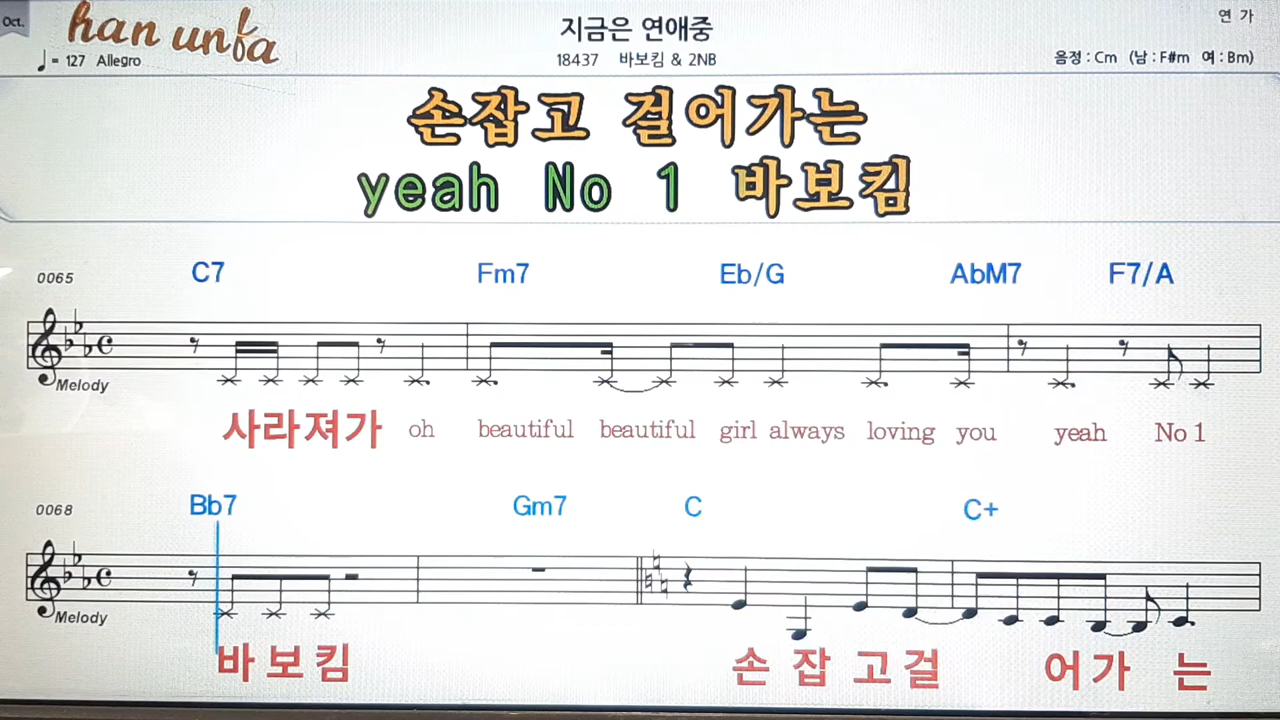 Oct.
han unfa
지금은 연애중
연 가
♩= 127 Allegro
18437 바보킴 & 2NB
음정 : Cm (남 : F#m 여 : Bm)
손잡고 걸어가는
yeah No 1 바보킴
0065 C7 Fm7 Eb/G AbM7 F7/A
Melody
사라져가 oh beautiful beautiful girl always loving you yeah No 1
0068 Bb7 Gm7 C C+
Melody
바 보 킴 손 잡 고 걸 어 가 는